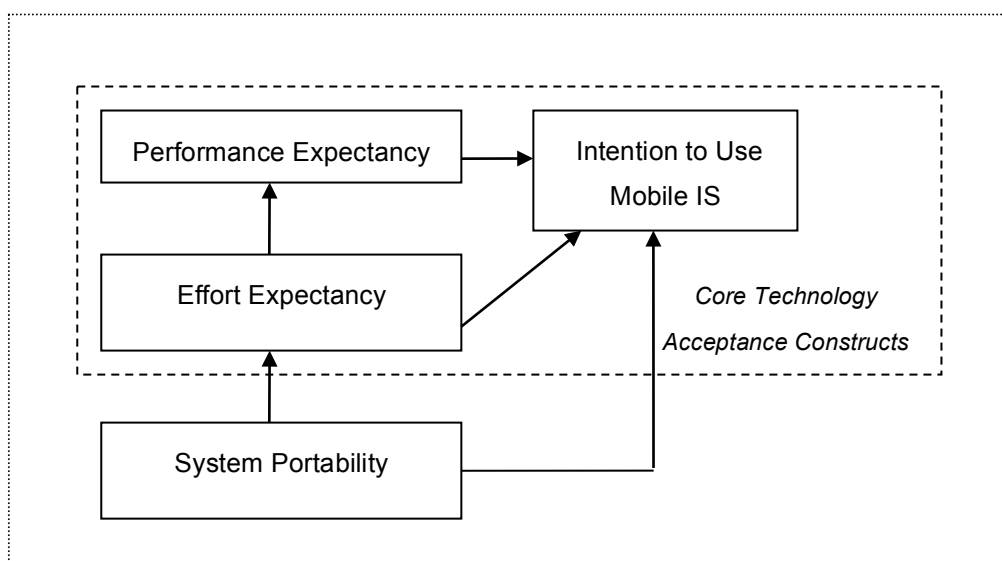 Performance Expectancy
Intention to Use
Mobile IS
Effort Expectancy
Core Technology
Acceptance Constructs
System Portability